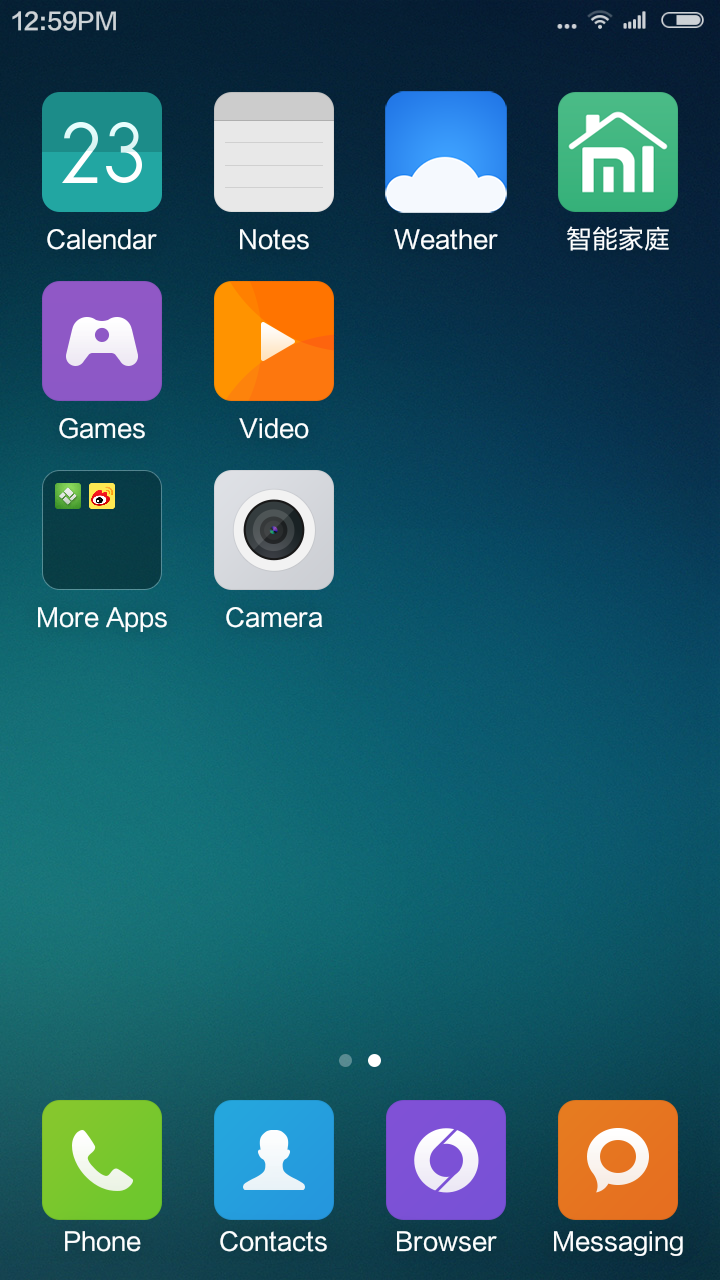 12:59PM
23
Calendar
Notes
Weather
智能家庭
Games
Video
More Apps
Camera
Phone
Contacts
Browser
Messaging